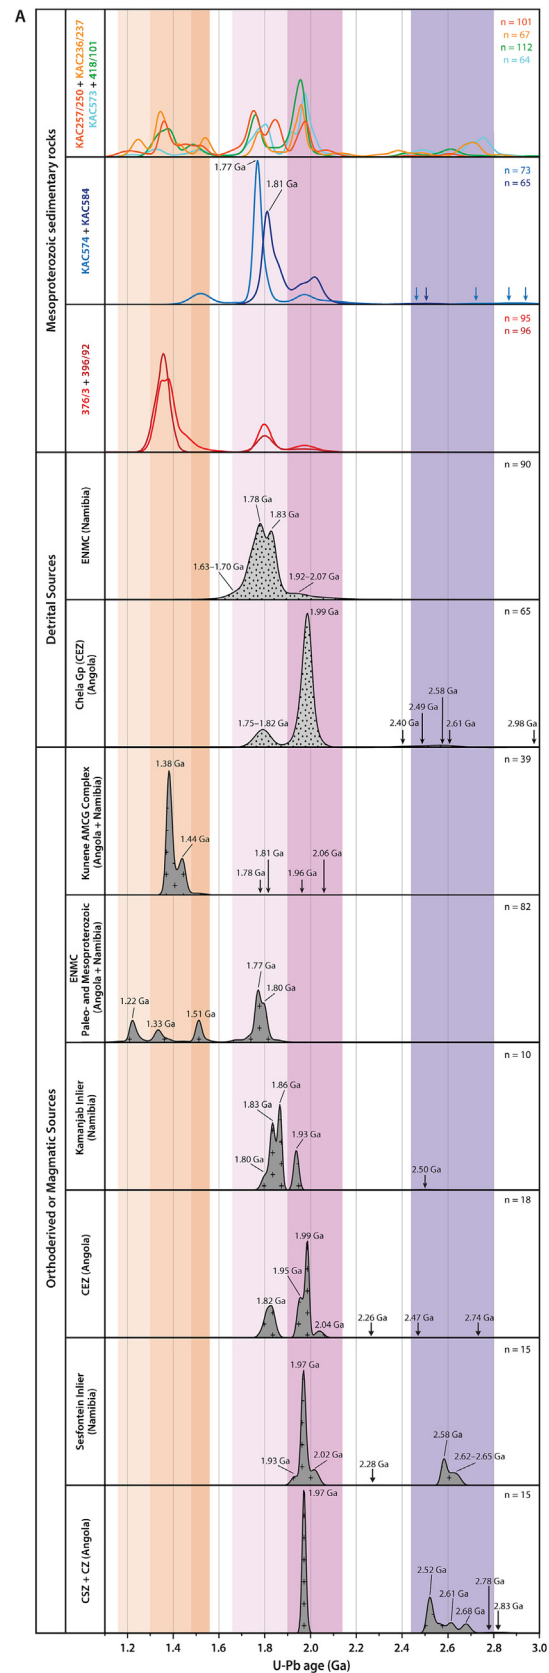 A
Mesoproterozoic sedimentary rocks
KAC257/250 + KAC236/237
KAC573 + 418/101
n = 101
n = 67
n = 112
n = 64
KAC574 + KAC584
1.77 Ga
1.81 Ga
n = 73
n = 65
376/3 + 396/92
n = 95
n = 96
Detrital Sources
ENMC (Namibia)
n = 90
1.78 Ga
1.83 Ga
1.63–1.70 Ga
1.92–2.07 Ga
Chela Gp (CEZ)
(Angola)
n = 65
1.99 Ga
1.75–1.82 Ga
2.58 Ga
2.49 Ga
2.40 Ga
2.61 Ga
2.98 Ga
Orthoderived or Magmatic Sources
Kunene AMCG Complex
(Angola + Namibia)
n = 39
1.38 Ga
1.44 Ga
1.81 Ga
2.06 Ga
1.78 Ga
1.96 Ga
ENMC
Paleo- and Mesoproterozoic
(Angola + Namibia)
n = 82
1.77 Ga
1.80 Ga
1.22 Ga
1.33 Ga
1.51 Ga
Kamanjab Inlier
(Namibia)
n = 10
1.86 Ga
1.83 Ga
1.93 Ga
1.80 Ga
2.50 Ga
CEZ (Angola)
n = 18
1.99 Ga
1.95 Ga
1.82 Ga
2.04 Ga
2.26 Ga
2.47 Ga
2.74 Ga
Sesfontein Inlier
(Namibia)
n = 15
1.97 Ga
1.93 Ga
2.02 Ga
2.28 Ga
2.58 Ga
2.62–2.65 Ga
CSZ + CZ (Angola)
n = 15
1.97 Ga
2.52 Ga
2.61 Ga
2.68 Ga
2.78 Ga
2.83 Ga
1.2 1.4 1.6 1.8 2.0 2.2 2.4 2.6 2.8 3.0
U-Pb age (Ga)